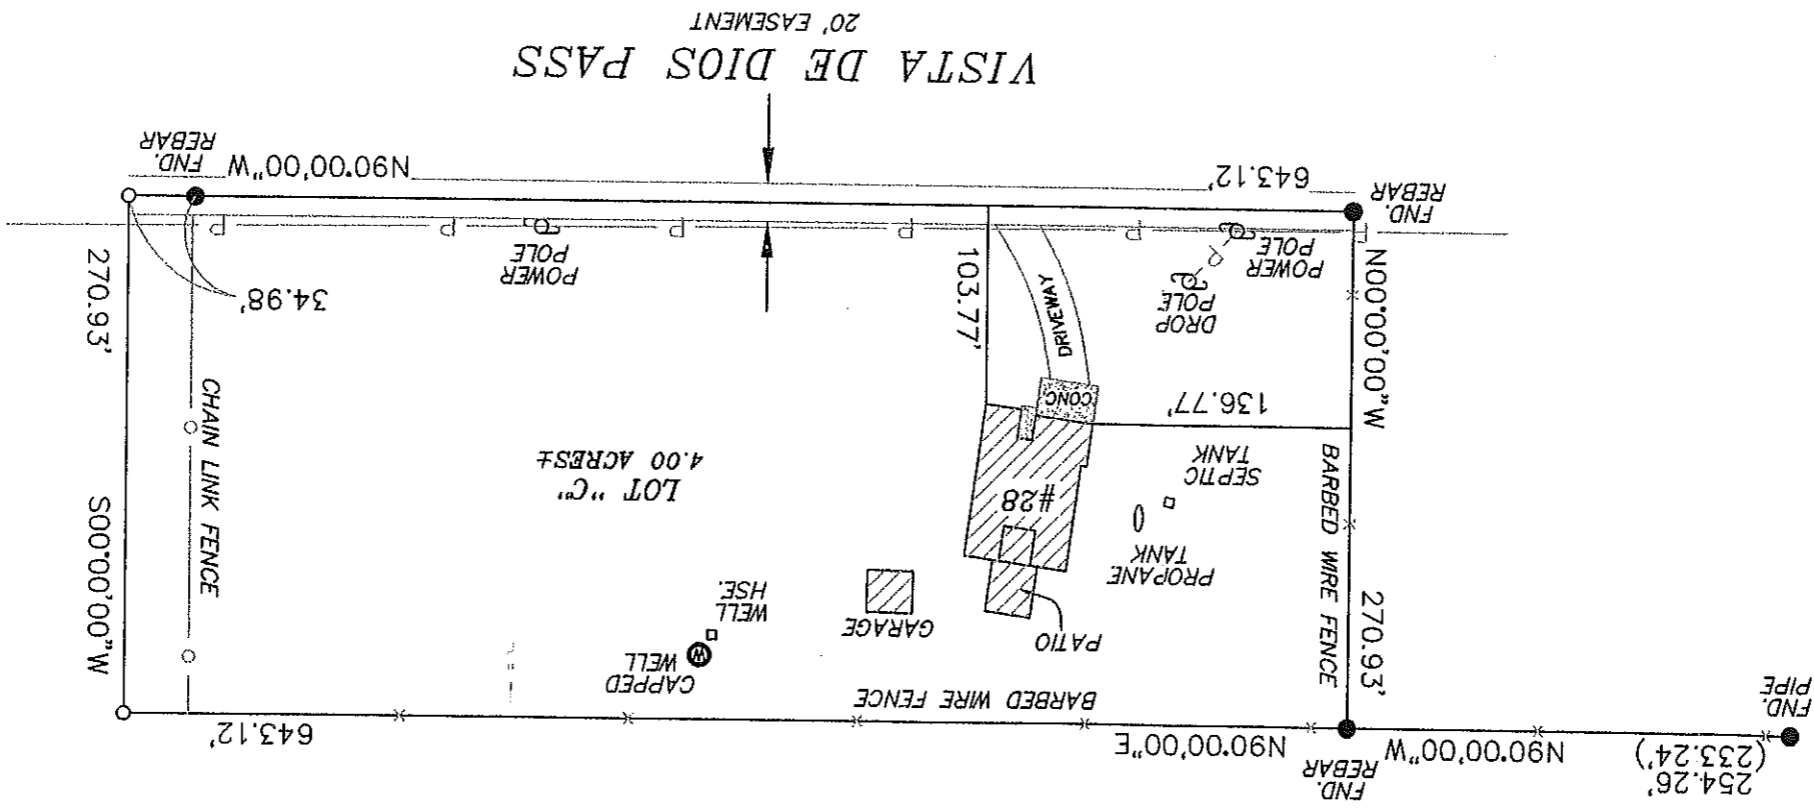 254.26'
(233.24')
FND.
PIPE
N90°00'00"W
FND.
REBAR
N90°00'00"E
643.12'
BARBED WIRE FENCE
CAPPED
WELL
WELL
HSE.
GARAGE
PATIO
PROPANE
TANK
SEPTIC
TANK
#28
LOT "C"
4.00 ACRES±
270.93'
BARBED WIRE FENCE
N00°00'00"W
S00°00'00"W
CHAIN LINK FENCE
270.93'
136.77'
CONC.
DRIVEWAY
103.77'
34.98'
DROP
POLE
POWER
POLE
POWER
POLE
P
P
P
P
P
P
FND.
REBAR
643.12'
N90°00'00"W
FND.
REBAR
VISTA DE DIOS PASS
20' EASEMENT